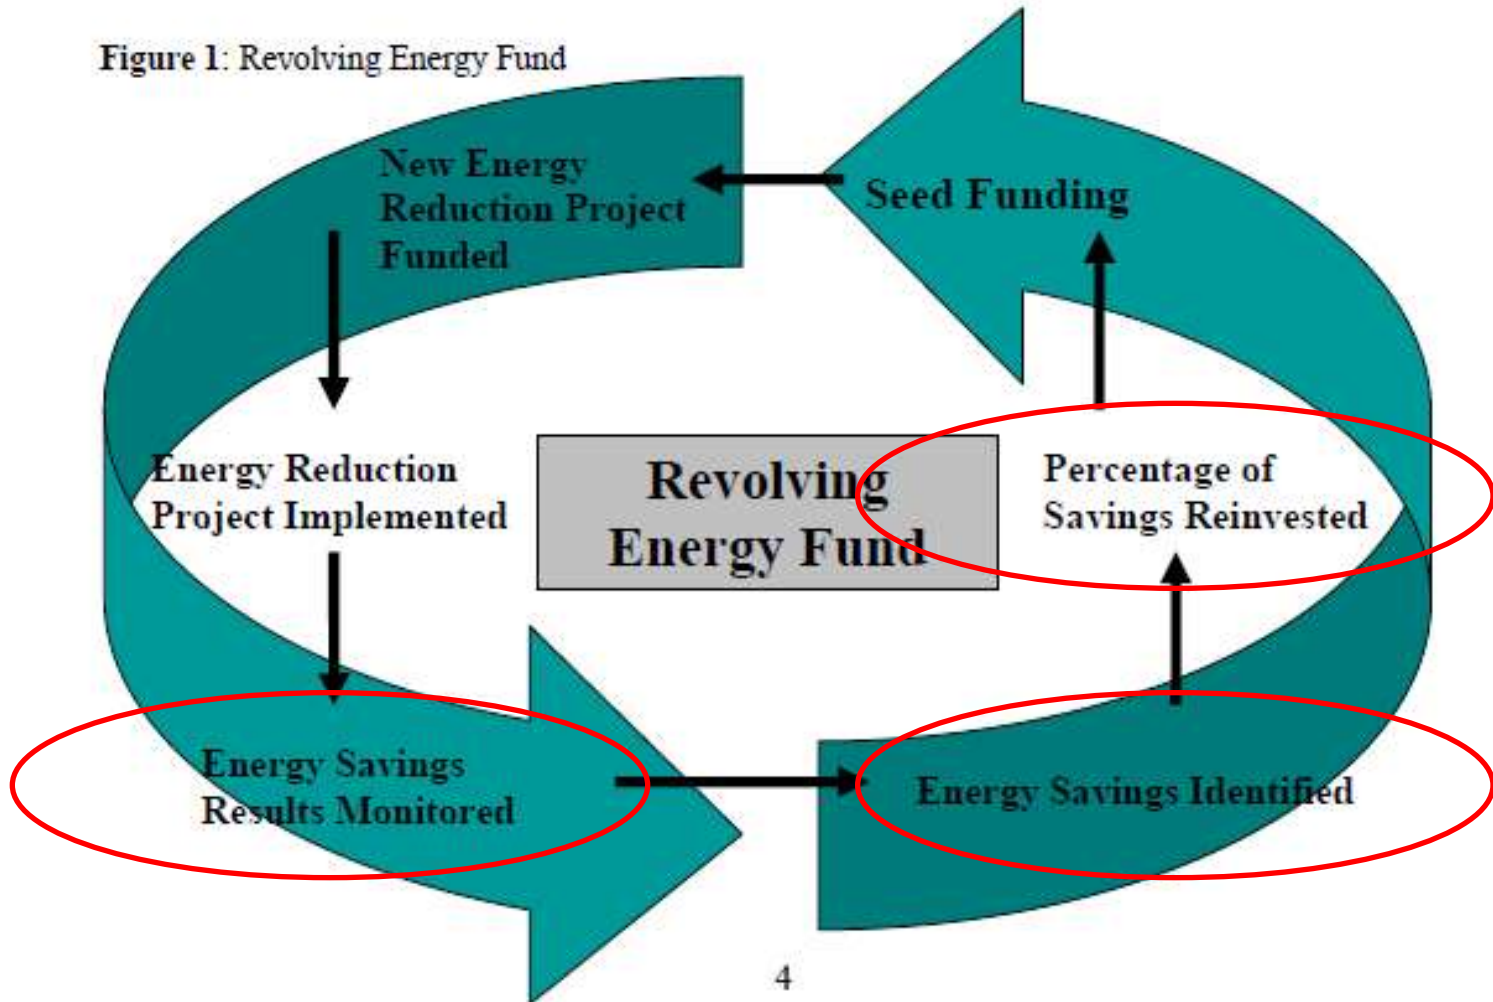 Figure 1: Revolving Energy Fund
New Energy
Reduction Project
Funded
Seed Funding
Energy Reduction
Project Implemented
Revolving
Energy Fund
Percentage of
Savings Reinvested
Energy Savings
Results Monitored
Energy Savings Identified
4